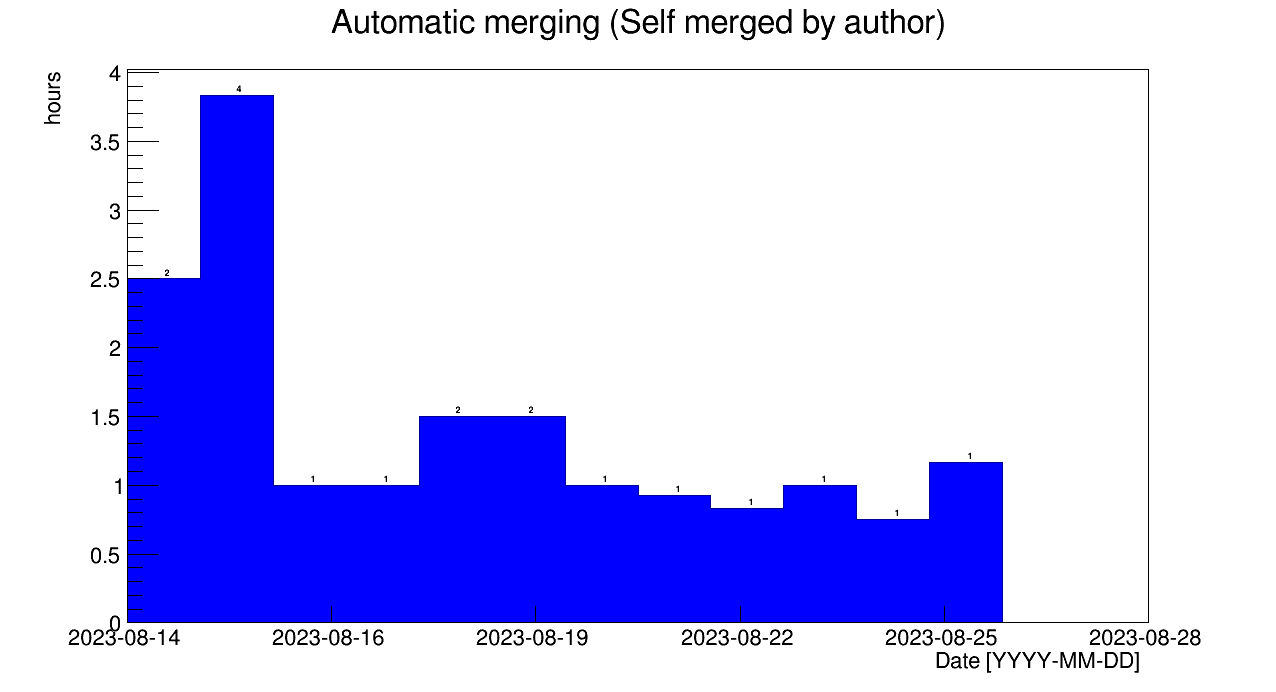 Automatic merging (Self merged by author)
hours
4
3.5
3
2.5
2
1.5
1
0.5
0
2 4 1 1 2 2 1 1 1 1 1 1
2023-08-14 2023-08-16 2023-08-19 2023-08-22 2023-08-25 2023-08-28
Date [YYYY-MM-DD]